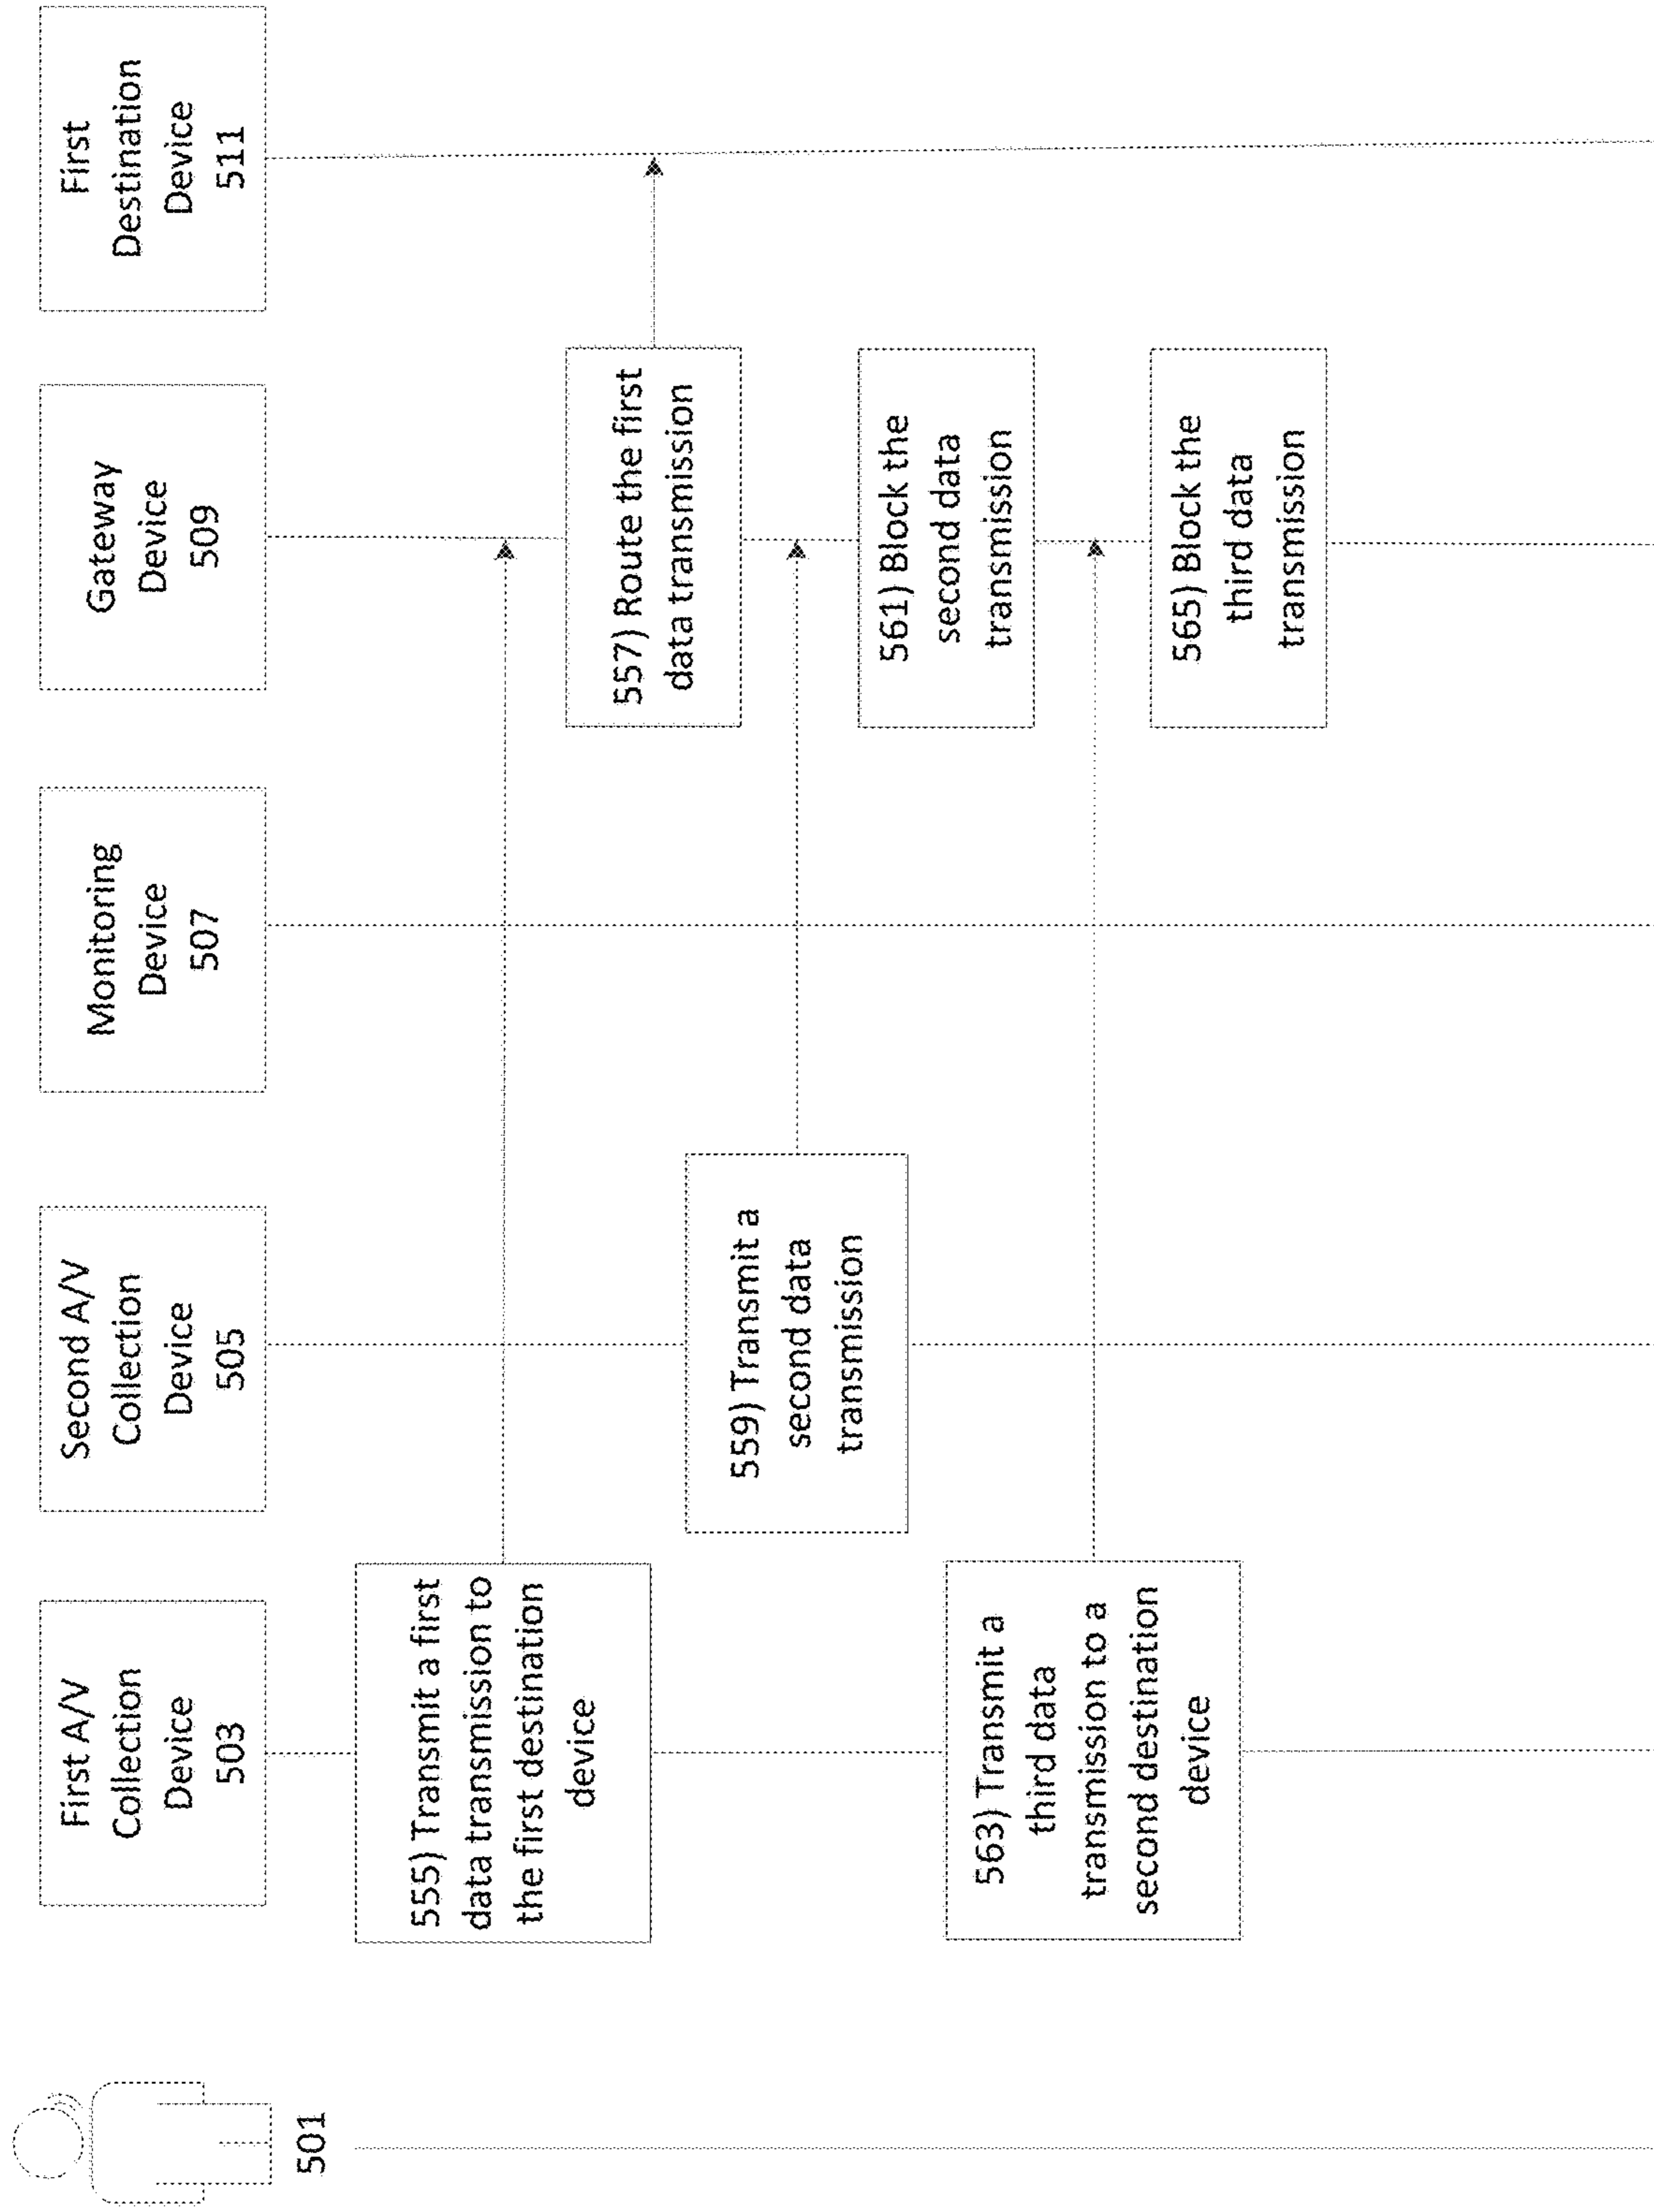 501
First A/V
Collection
Device
503
Second A/V
Collection
Device
505
Monitoring
Device
507
Gateway
Device
509
First
Destination
Device
511
555) Transmit a first
data transmission to
the first destination
device
557) Route the first
data transmission
559) Transmit a
second data
transmission
561) Block the
second data
transmission
563) Transmit a
third data
transmission to a
second destination
device
565) Block the
third data
transmission